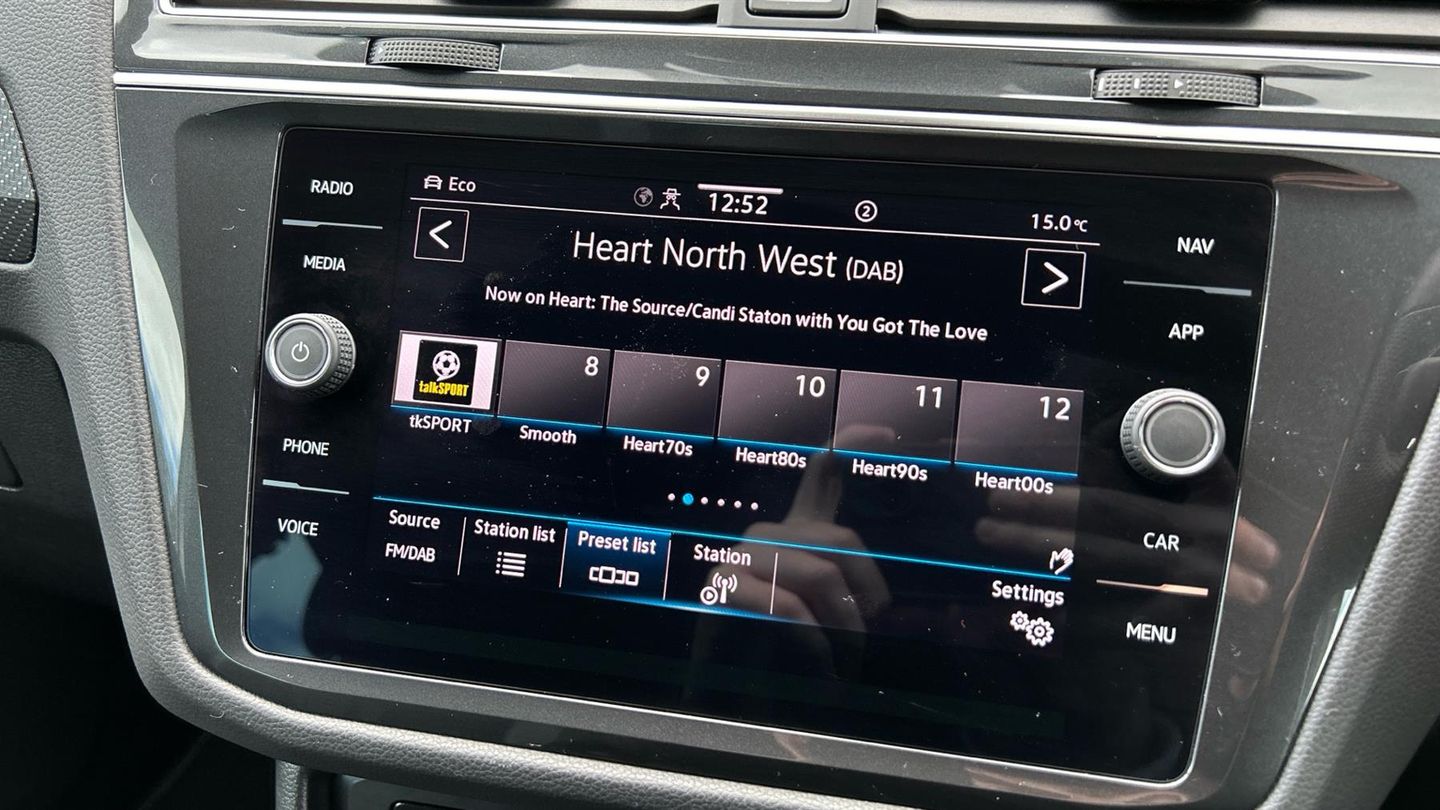 RADIO
MEDIA
PHONE
VOICE
Eco
12:52
2
15.0°C
Heart North West (DAB)
Now on Heart: The Source/Candi Staton with You Got The Love
talkSPORT
8
9
10
11
12
tkSPORT
Smooth
Heart70s
Heart80s
Heart90s
Heart00s
Source
FM/DAB
Station list
Preset list
Station
Settings
NAV
APP
CAR
MENU